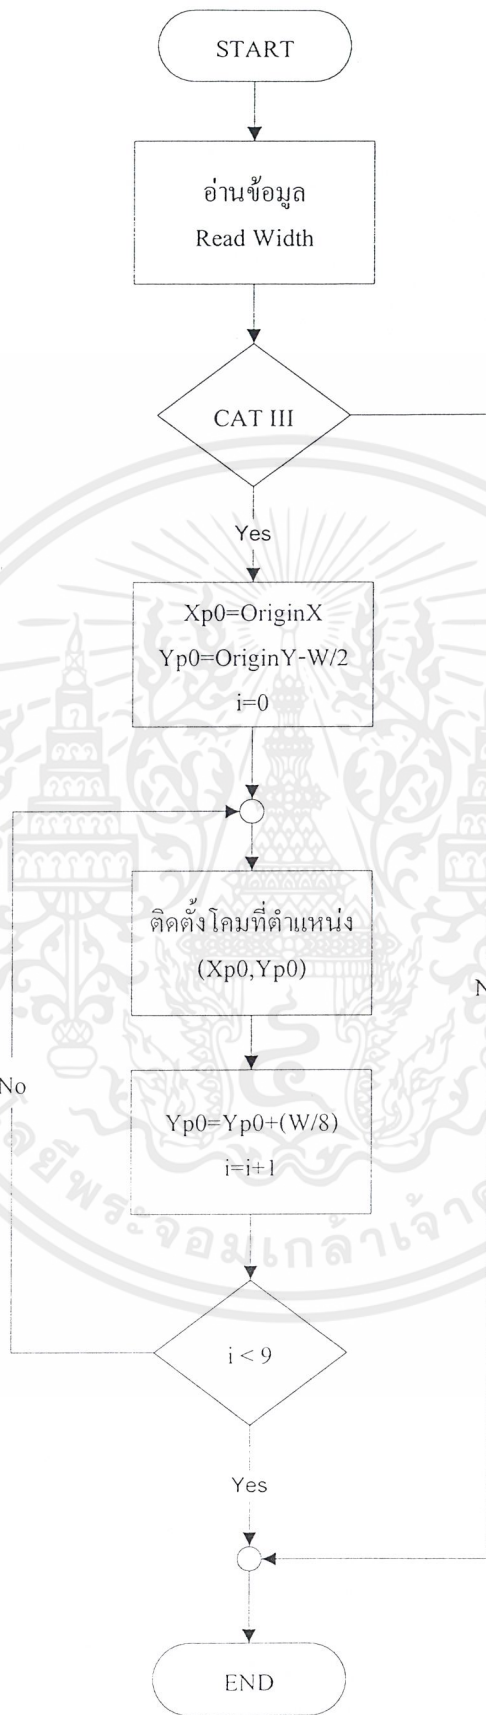 START
อ่านข้อมูล
Read Width
CAT III
Yes
Xp0=OriginX
Yp0=OriginY-W/2
i=0
ติดตั้งโคมที่ตำแหน่ง
(Xp0,Yp0)
N
No
Yp0=Yp0+(W/8)
i=i+1
i < 9
Yes
END